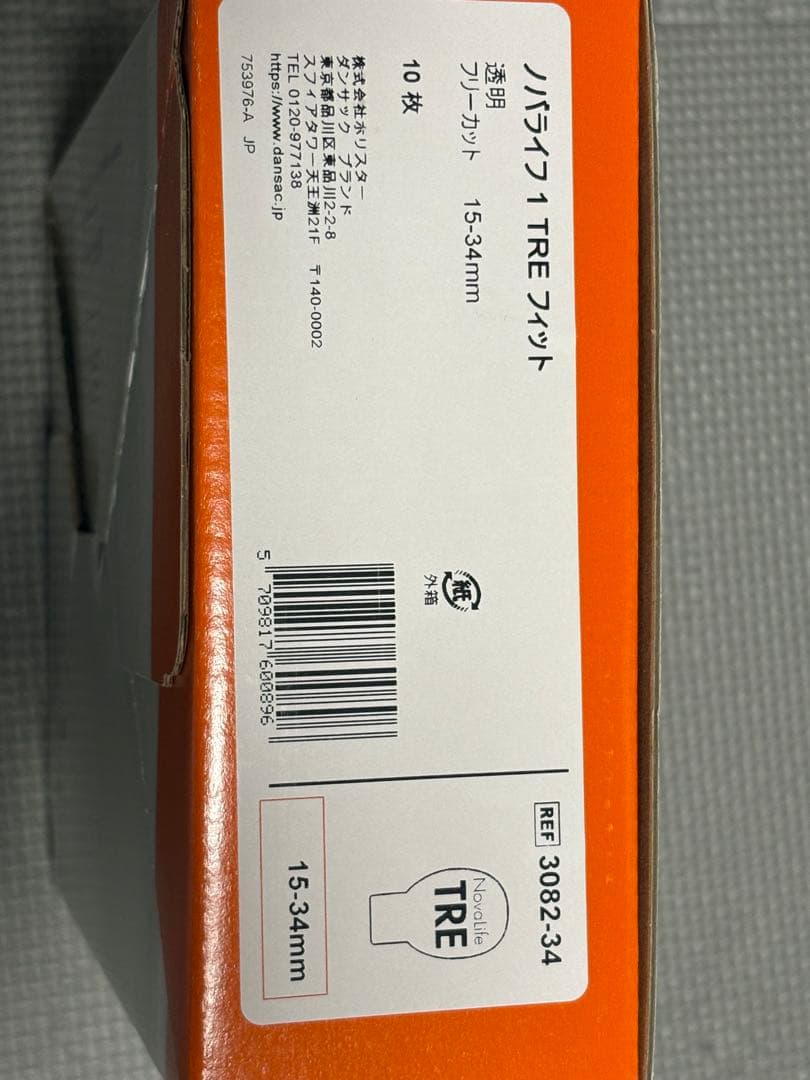 ノバライフ 1 TRE フィット
透明
フリーカット 15-34mm
10 枚
株式会社ホリスター
ダンサック ブランド
東京都品川区東品川2-2-8
スフィアタワー天王洲21F 〒140-0002
TEL 0120-977138
https://www.dansac.jp
753976-A JP
紙
外箱
5 709817 600896
REF 3082-34
NovaLife
TRE
15-34mm